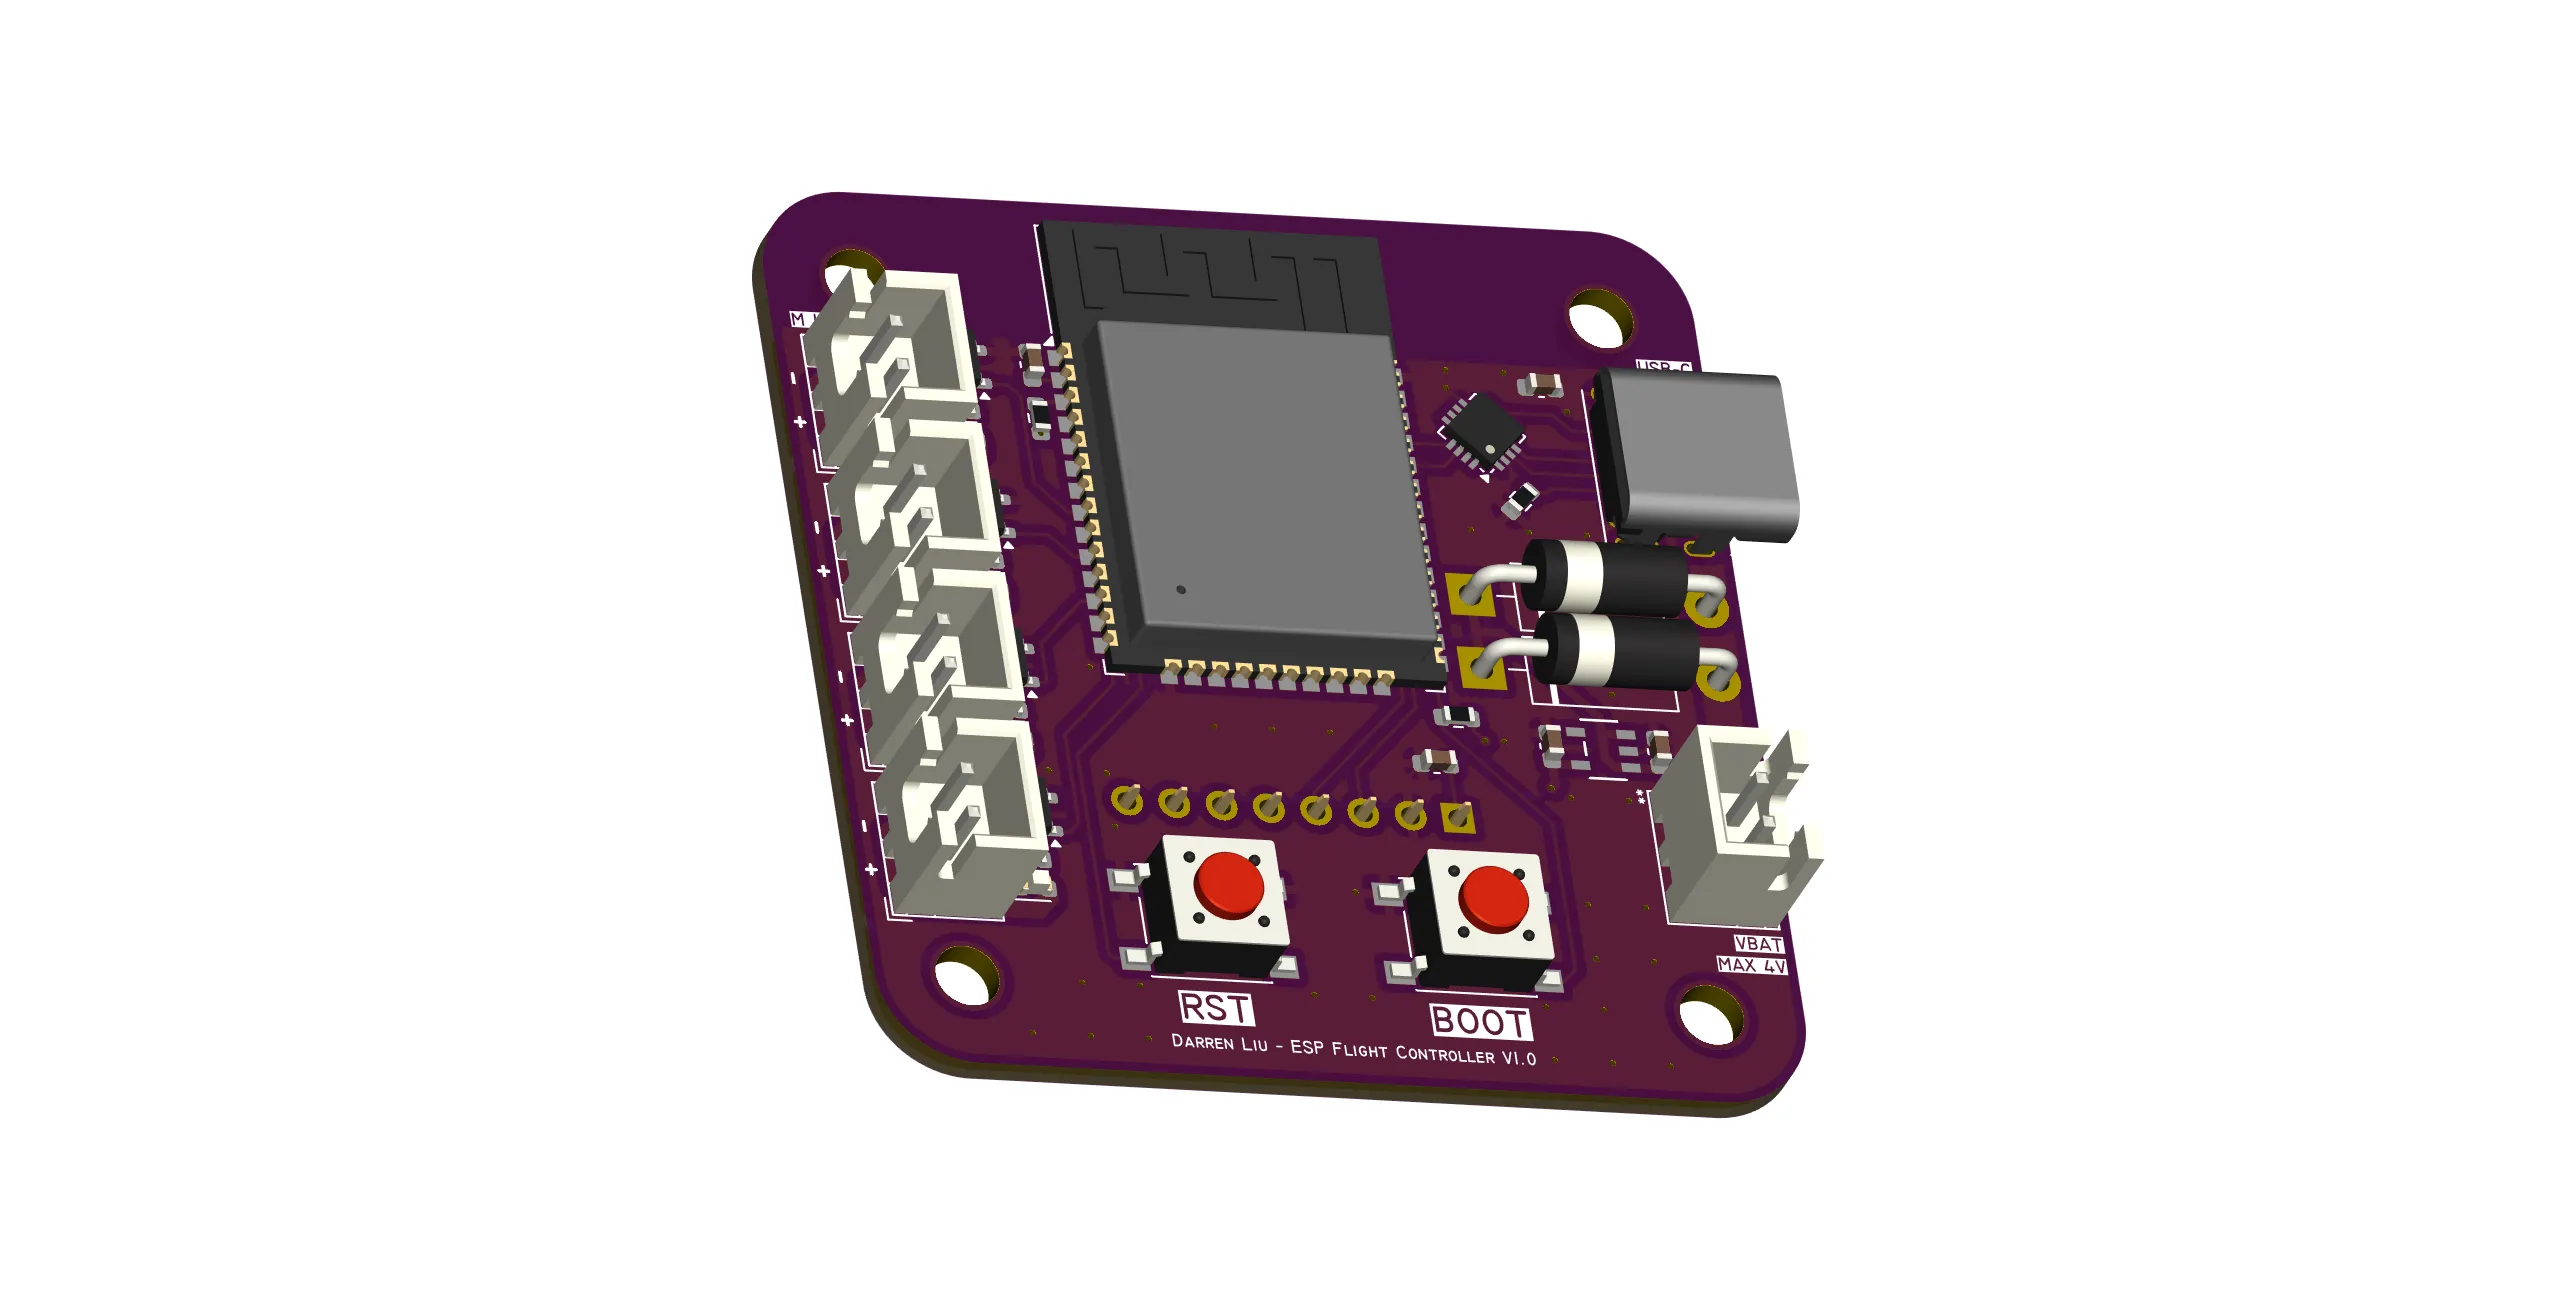 USB-C
-
+
-
+
-
+
-
+
VBAT
MAX 4V
RST
BOOT
DARREN LIU - ESP FLIGHT CONTROLLER V1.0